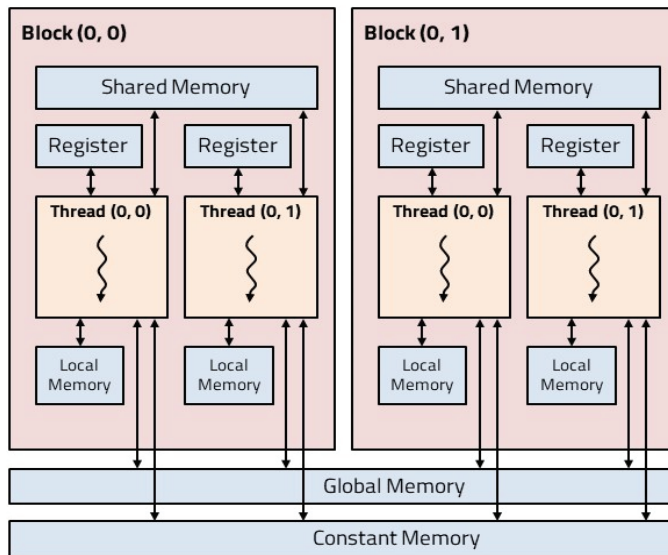 Block (0, 0)
Shared Memory
Register
Register
Thread (0, 0)
Thread (0, 1)
Local
Memory
Local
Memory
Block (0, 1)
Shared Memory
Register
Register
Thread (0, 0)
Thread (0, 1)
Local
Memory
Local
Memory
Global Memory
Constant Memory